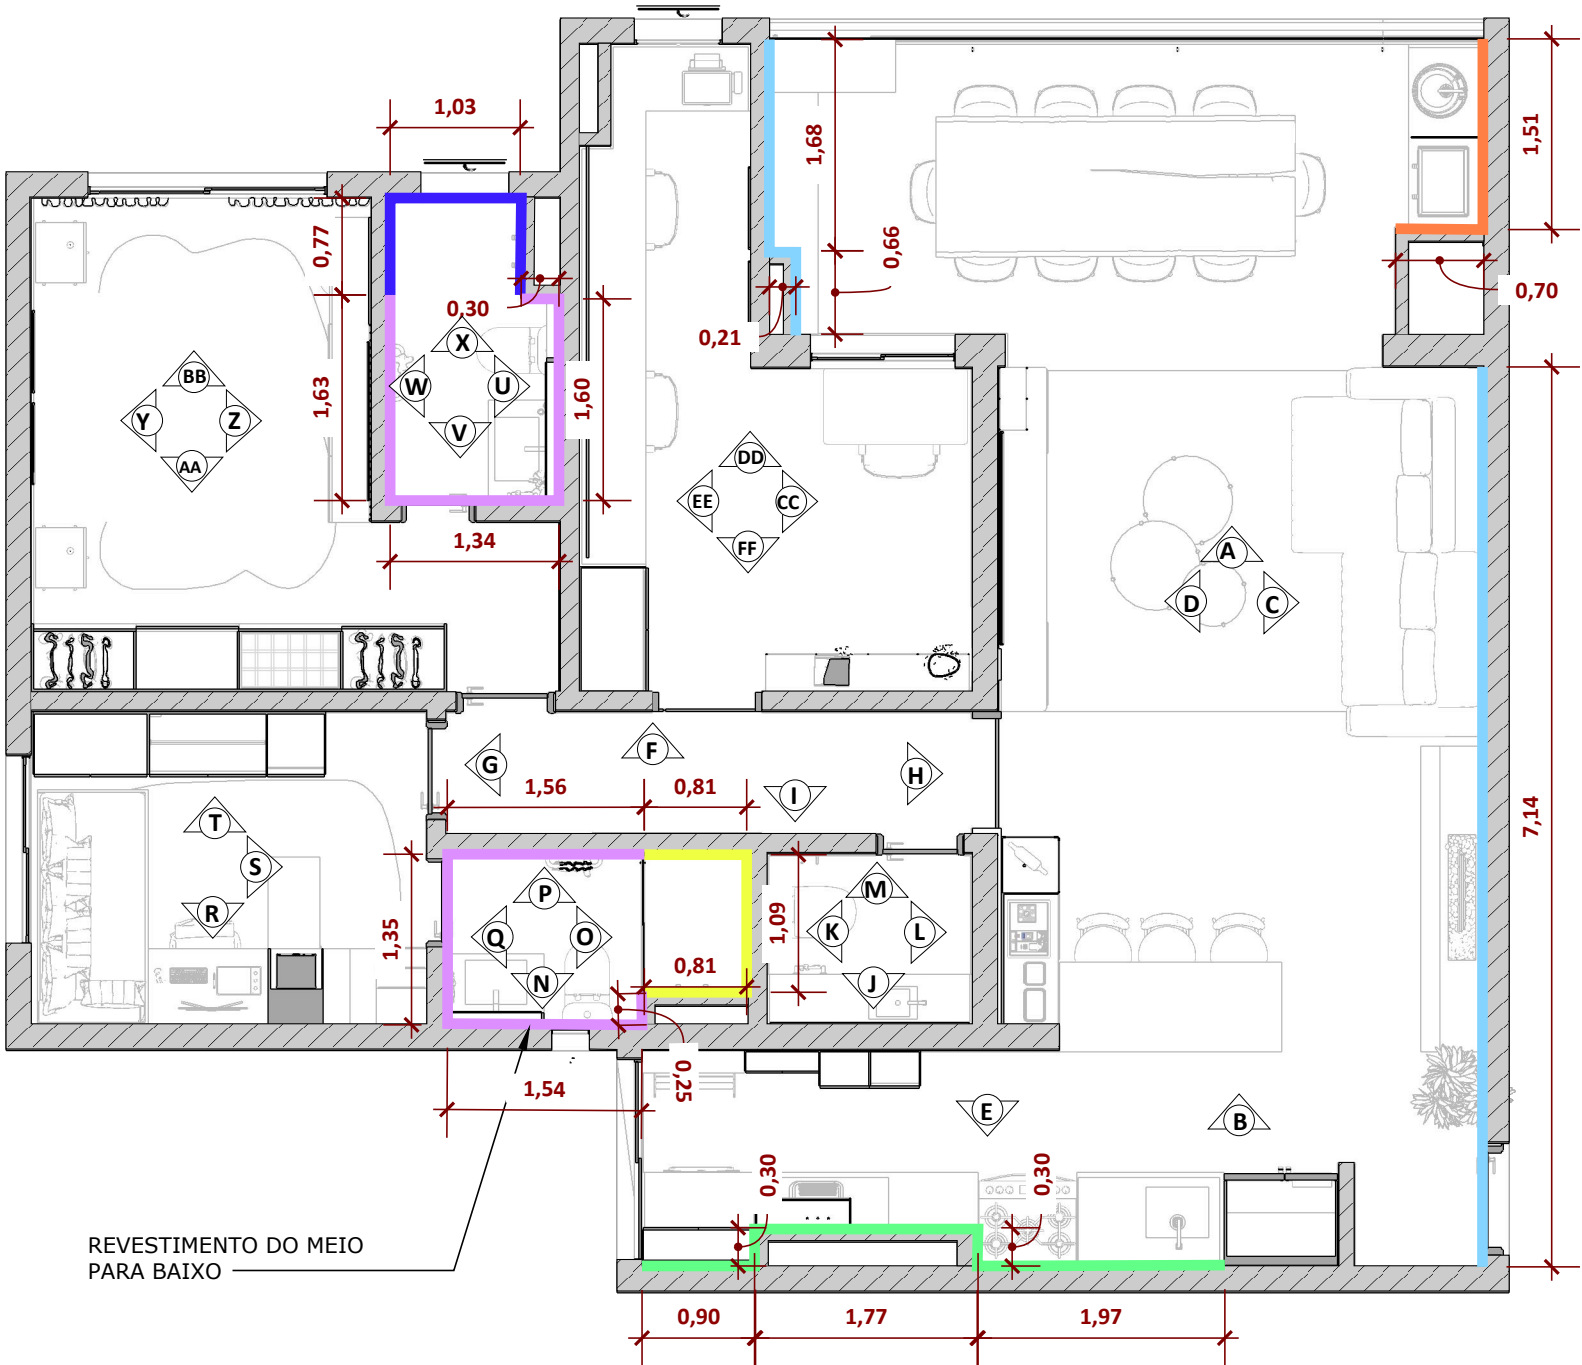 1,03
1,68
1,51
0,77
0,66
0,30
0,70
0,21
X
W
U
V
1,63
1,60
BB
Y
Z
AA
DD
EE
CC
FF
1,34
A
D
C
F
G
H
1,56
0,81
I
7,14
T
S
R
1,35
P
Q
O
N
0,81
1,09
M
K
L
J
0,25
1,54
E
B
0,30
0,30
REVESTIMENTO DO MEIO
PARA BAIXO
0,90
1,77
1,97